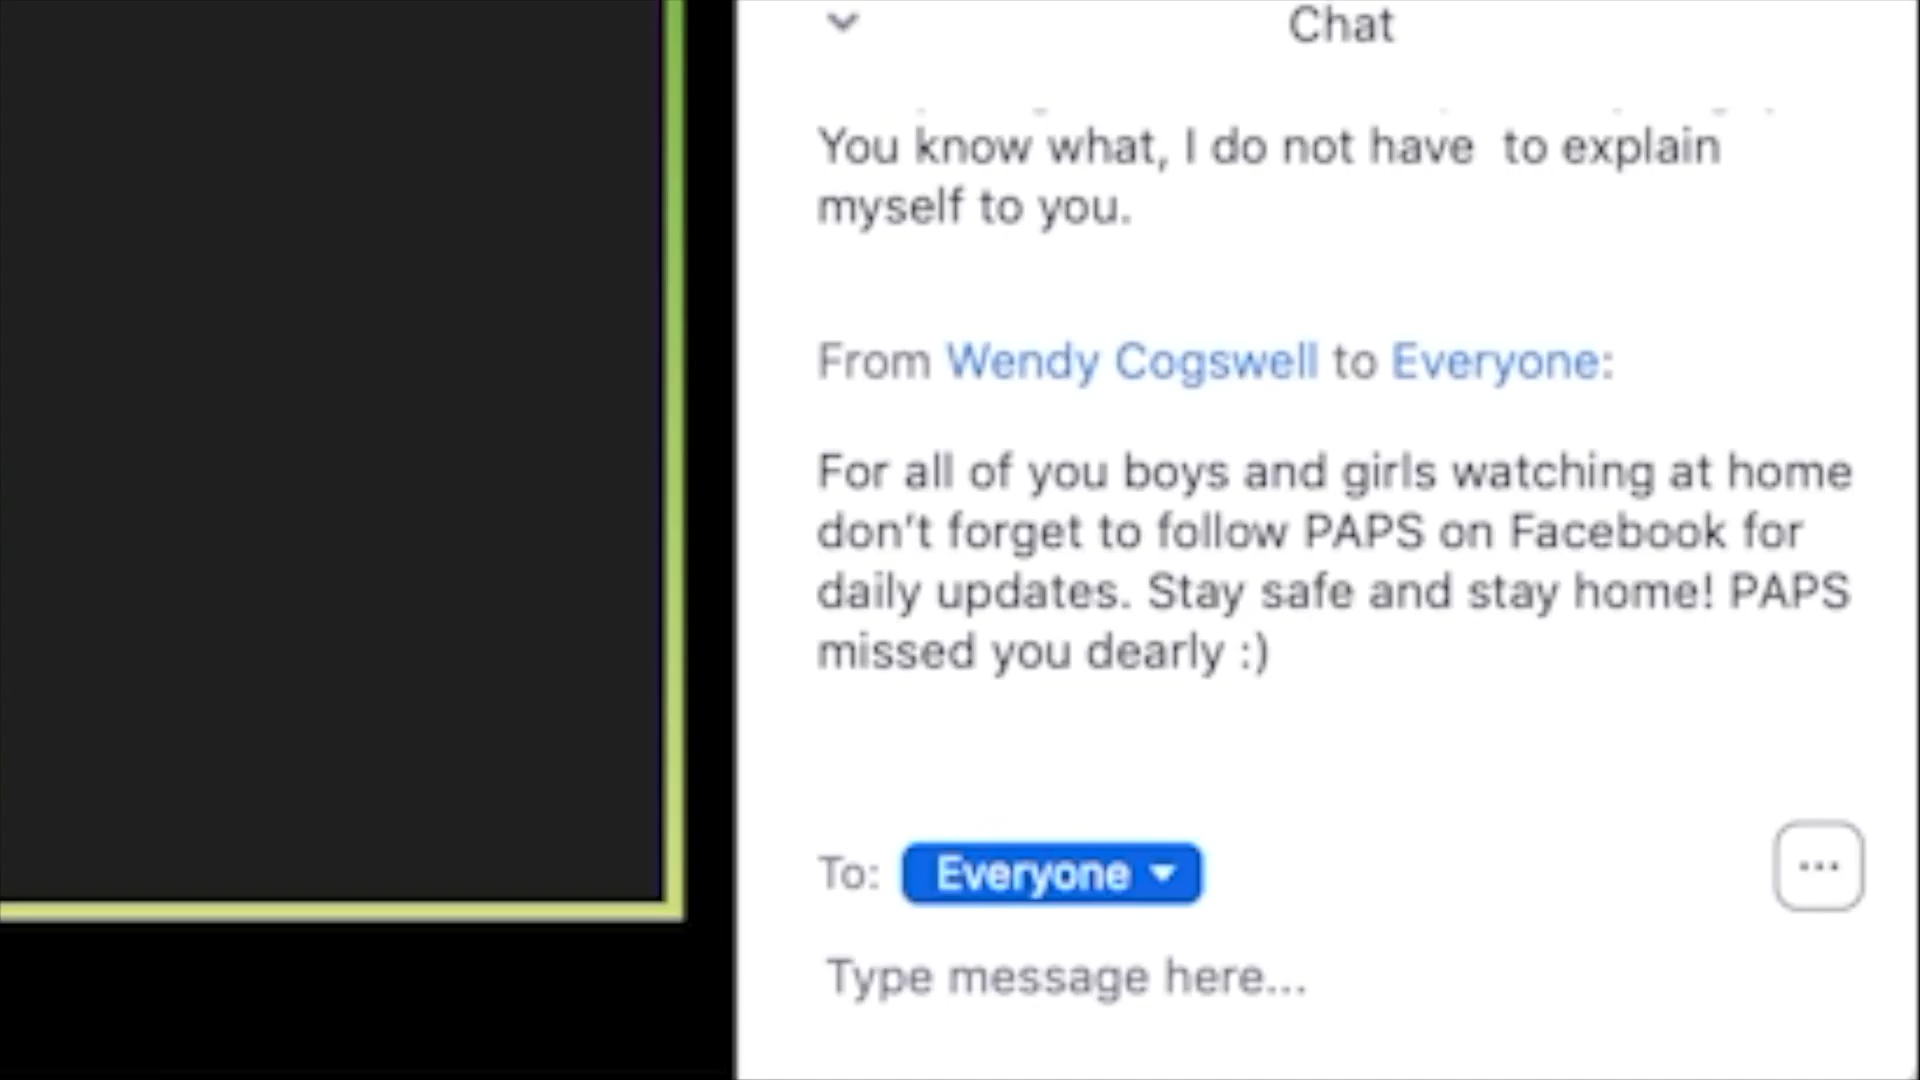 Chat
You know what, I do not have  to explain
myself to you.
From Wendy Cogswell to Everyone:
For all of you boys and girls watching at home
don’t forget to follow PAPS on Facebook for
daily updates. Stay safe and stay home! PAPS
missed you dearly :)
To: Everyone
...
Type message here...